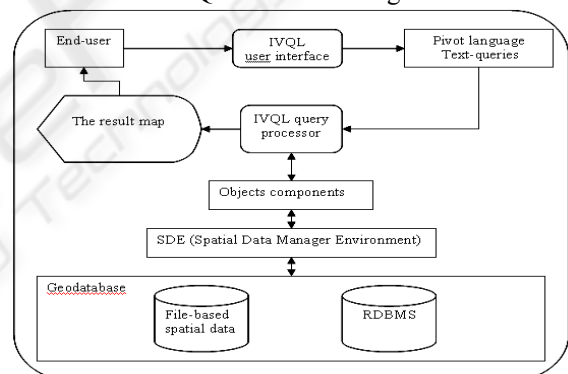 End-user
IVQL
user interface
Pivot language
Text-queries
The result map
IVQL query
processor
Objects components
SDE (Spatial Data Manager Environment)
Geodatabase
File-based
spatial data
RDBMS